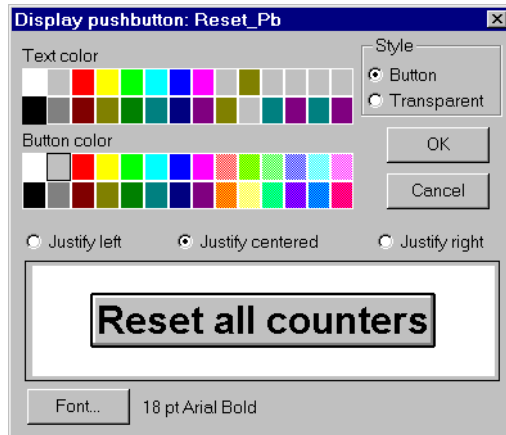 Display pushbutton: Reset_Pb
Text color
Style
Button
Transparent
Button color
OK
Cancel
Justify left
Justify centered
Justify right
Reset all counters
Font...
18 pt Arial Bold